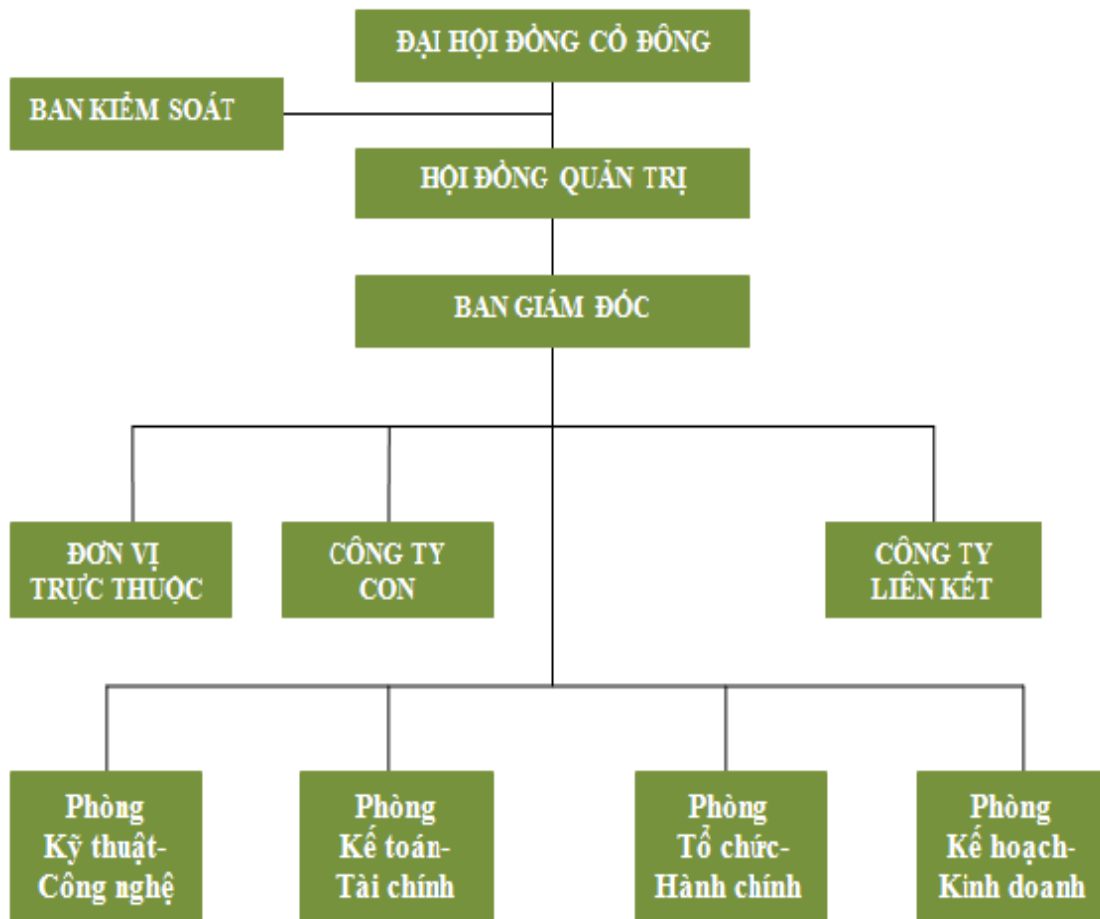 ĐẠI HỘI ĐỒNG CỔ ĐÔNG
BAN KIỂM SOÁT
HỘI ĐỒNG QUẢN TRỊ
BAN GIÁM ĐỐC
ĐƠN VỊ
TRỰC THUỘC
CÔNG TY
CON
CÔNG TY
LIÊN KẾT
Phòng
Kỹ thuật-
Công nghệ
Phòng
Kế toán-
Tài chính
Phòng
Tổ chức-
Hành chính
Phòng
Kế hoạch-
Kinh doanh